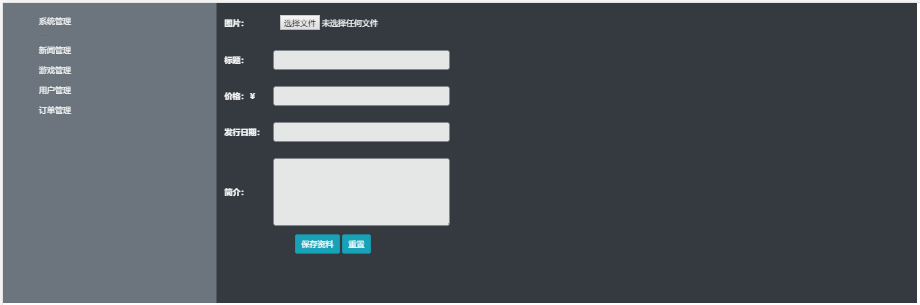 系统管理
新闻管理
游戏管理
用户管理
订单管理
图片： 选择文件 未选择任何文件
标题：
价格：¥
发行日期：
简介：
保存资料 重置